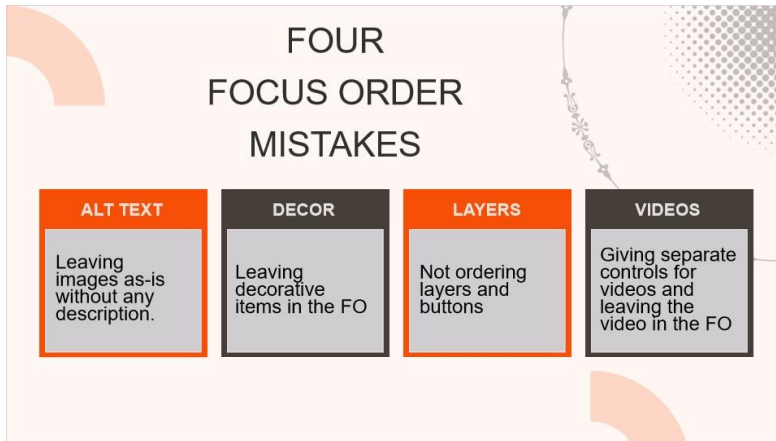 FOUR
FOCUS ORDER
MISTAKES
ALT TEXT
Leaving
images as-is
without any
description.
DECOR
Leaving
decorative
items in the FO
LAYERS
Not ordering
layers and
buttons
VIDEOS
Giving separate
controls for
videos and
leaving the
video in the FO